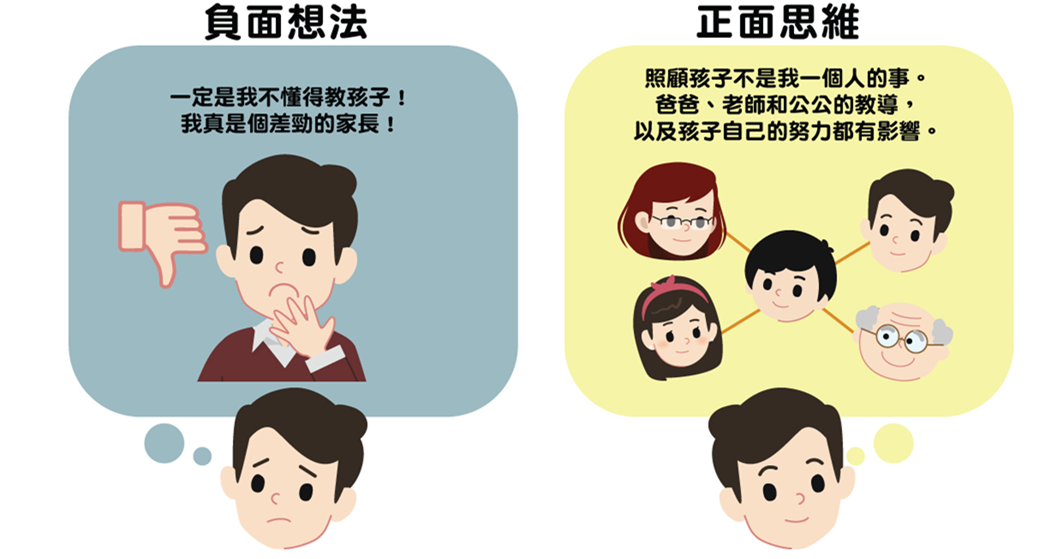 負面想法
一定是我不懂得教孩子！
我真是個差勁的家長！
正面思維
照顧孩子不是我一個人的事。
爸爸、老師和公公的教導，
以及孩子自己的努力都有影響。